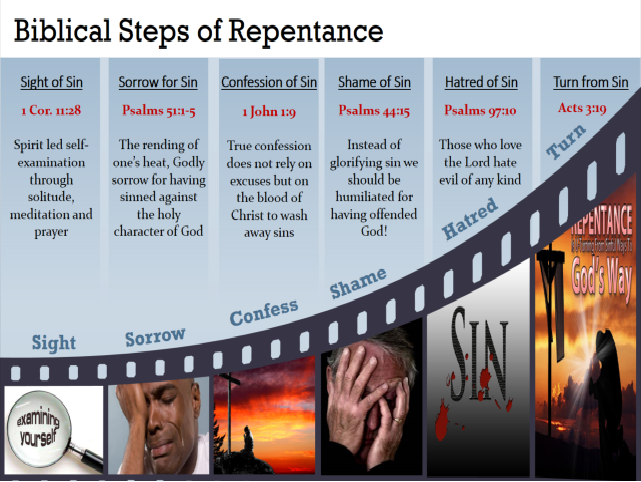 Biblical Steps of Repentance
Sight of Sin
1 Cor. 11:28
Spirit led self-
examination
through
solitude,
meditation and
prayer
Sorrow for Sin
Psalms 51:1-5
The rending of
one's heat, Godly
sorrow for having
sinned against
the holy
character of God
Confession of Sin
1 John 1:9
True confession
does not rely on
excuses but on
the blood of
Christ to wash
away sins
Shame of Sin
Psalms 44:15
Instead of
glorifying sin we
should be
humiliated for
having offended
God!
Hatred of Sin
Psalms 97:10
Those who love
the Lord hate
evil of any kind
Turn from Sin
Acts 3:19
Sight
Sorrow
Confess
Shame
Hatred
Turn
examining
yourself
SIN
REPENTANCE
God's Way